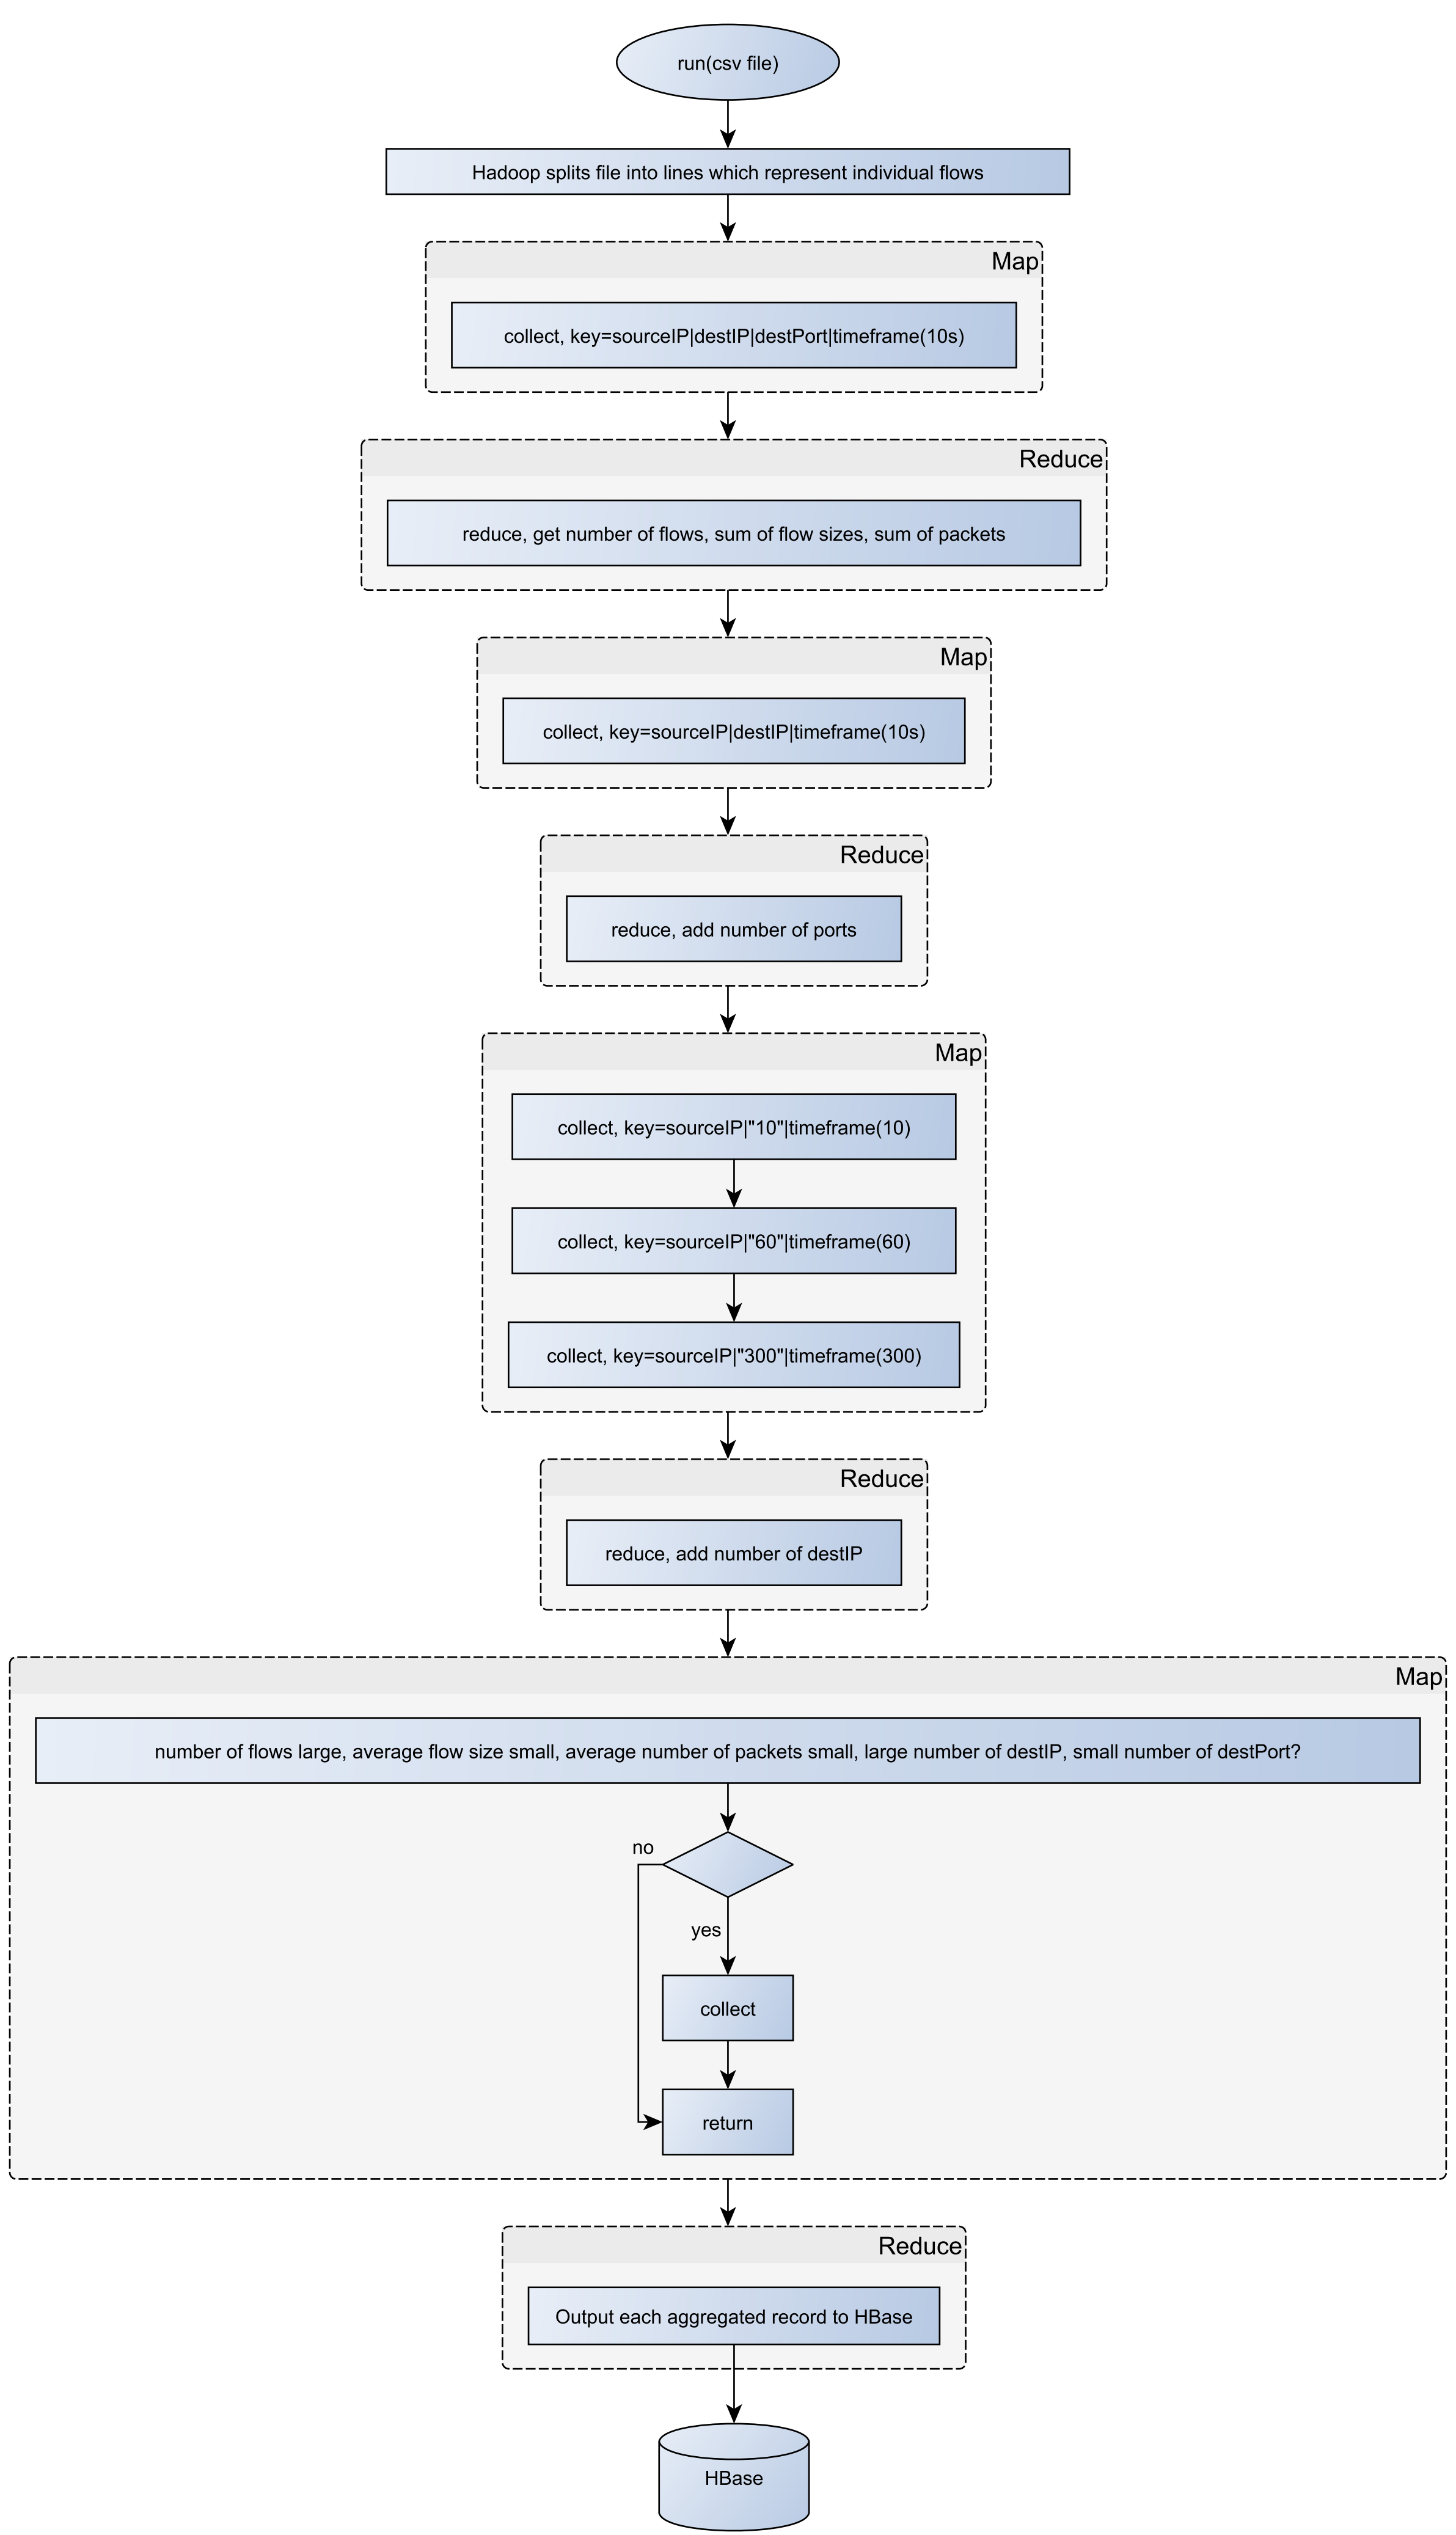 run(csv file)
Hadoop splits file into lines which represent individual flows
Map
collect, key=sourceIP|destIP|destPort|timeframe(10s)
Reduce
reduce, get number of flows, sum of flow sizes, sum of packets
Map
collect, key=sourceIP|destIP|timeframe(10s)
Reduce
reduce, add number of ports
Map
collect, key=sourceIP|"10"|timeframe(10)
collect, key=sourceIP|"60"|timeframe(60)
collect, key=sourceIP|"300"|timeframe(300)
Reduce
reduce, add number of destIP
Map
number of flows large, average flow size small, average number of packets small, large number of destIP, small number of destPort?
no
yes
collect
return
Reduce
Output each aggregated record to HBase
HBase